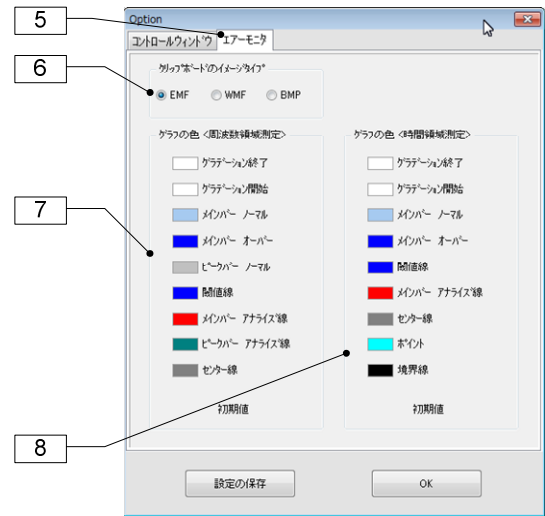 5
Option
コントロールウィンドウ エアーモニタ
6
クリップボードのイメージタイプ
EMF WMF BMP
グラフの色 <周波数領域測定>
グラデーション終了
グラデーション開始
7
メインバー ノーマル
メインバー オーバー
ピークバー ノーマル
閾値線
メインバー アナライズ線
ピークバー アナライズ線
センター線
初期値
グラフの色 <時間領域測定>
グラデーション終了
グラデーション開始
メインバー ノーマル
メインバー オーバー
閾値線
メインバー アナライズ線
センター線
ポイント
境界線
初期値
8
設定の保存
OK